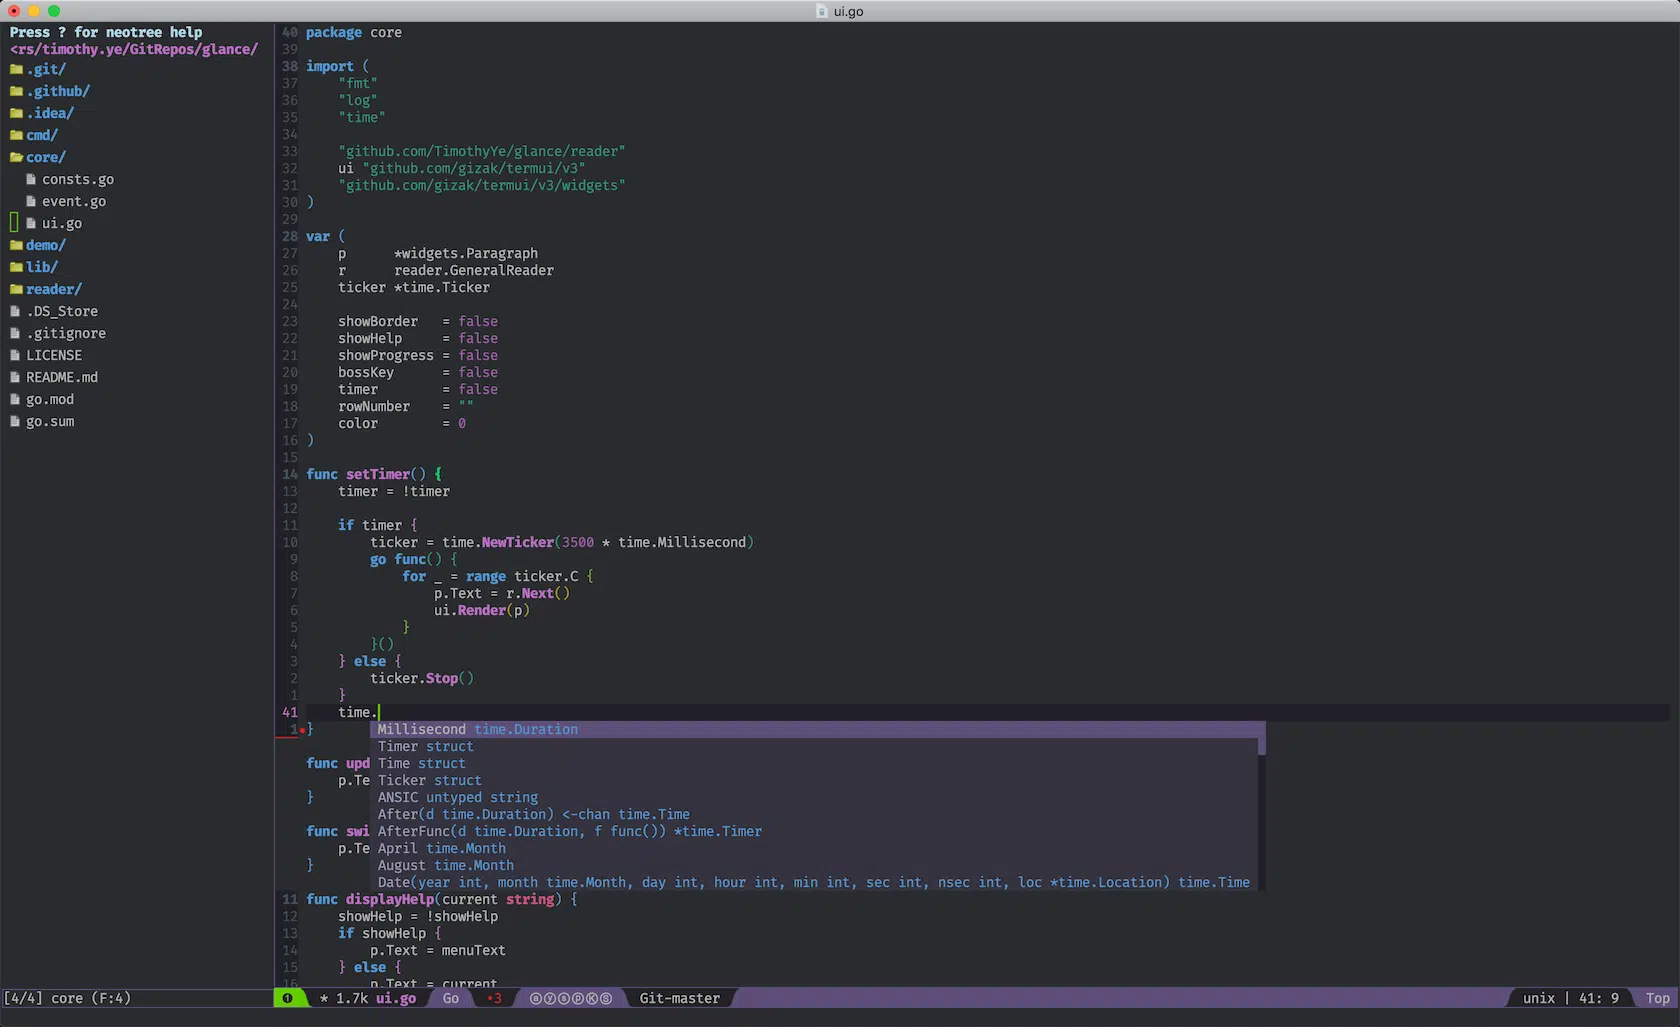 ui.go
Press ? for neotree help
<rs/timothy.ye/GitRepos/glance/
.git/
.github/
.idea/
cmd/
core/
consts.go
event.go
ui.go
demo/
lib/
reader/
.DS_Store
.gitignore
LICENSE
README.md
go.mod
go.sum
40 package core
39
38 import (
37 "fmt"
36 "log"
35 "time"
34
33 "github.com/TimothyYe/glance/reader"
32 ui "github.com/gizak/termui/v3"
31 "github.com/gizak/termui/v3/widgets"
30 )
29
28 var (
27 p *widgets.Paragraph
26 r reader.GeneralReader
25 ticker *time.Ticker
24
23 showBorder = false
22 showHelp = false
21 showProgress = false
20 bossKey = false
19 timer = false
18 rowNumber = ""
17 color = 0
16 )
15
14 func setTimer() {
13 timer = !timer
12
11 if timer {
10 ticker = time.NewTicker(3500 * time.Millisecond)
9 go func() {
8 for _ = range ticker.C {
7 p.Text = r.Next()
6 ui.Render(p)
5 }
4 }()
3 } else {
2 ticker.Stop()
1 }
41 time.
1 }
Millisecond time.Duration
Timer struct
func upd Time struct
p.Te Ticker struct
} ANSIC untyped string
After(d time.Duration) <-chan time.Time
func swi AfterFunc(d time.Duration, f func()) *time.Timer
p.Te April time.Month
} August time.Month
Date(year int, month time.Month, day int, hour int, min int, sec int, nsec int, loc *time.Location) time.Time
11 func displayHelp(current string) {
12 showHelp = !showHelp
13 if showHelp {
14 p.Text = menuText
15 } else {
16 p.Text = current
[4/4] core (F:4)
❶ * 1.7k ui.go Go •3 ⓐⓨⓢⓟⓀⓢ Git-master unix | 41: 9 Top